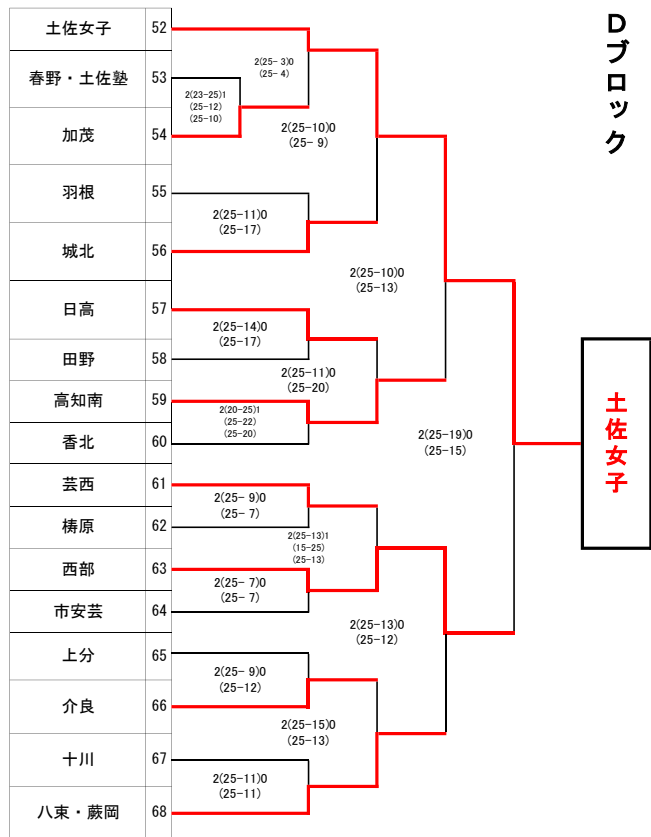 Dブロック
土佐女子 52
春野・土佐塾 53
加茂 54
羽根 55
城北 56
日高 57
田野 58
高知南 59
香北 60
芸西 61
梼原 62
西部 63
市安芸 64
上分 65
介良 66
十川 67
八束・蕨岡 68
2(23-25)1
(25-12)
(25-10)
2(25- 3)0
(25- 4)
2(25-10)0
(25- 9)
2(25-11)0
(25-17)
2(25-10)0
(25-13)
2(25-14)0
(25-17)
2(25-11)0
(25-20)
2(20-25)1
(25-22)
(25-20)
2(25-19)0
(25-15)
2(25- 9)0
(25- 7)
2(25-13)1
(15-25)
(25-13)
2(25- 7)0
(25- 7)
2(25-13)0
(25-12)
2(25- 9)0
(25-12)
2(25-15)0
(25-13)
2(25-11)0
(25-11)
土佐女子